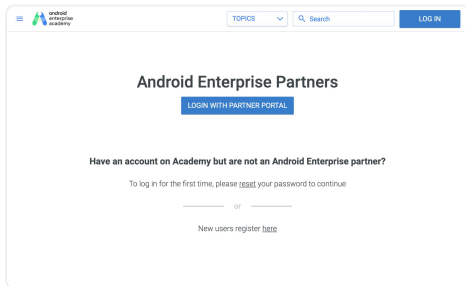 android
enterprise
academy
TOPICS
Search
LOG IN
Android Enterprise Partners
LOGIN WITH PARTNER PORTAL
Have an account on Academy but are not an Android Enterprise partner?
To log in for the first time, please reset your password to continue
or
New users register here